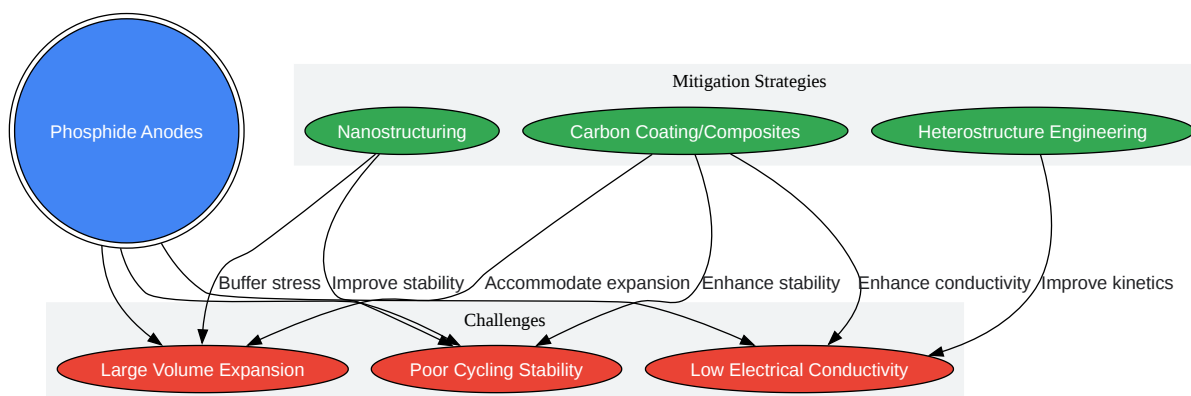 Mitigation Strategies
Phosphide Anodes
Nanostructuring
Carbon Coating/Composites
Heterostructure Engineering
Buffer stress
Improve stability
Accommodate expansion
Enhance stability
Enhance conductivity
Improve kinetics
Challenges
Large Volume Expansion
Poor Cycling Stability
Low Electrical Conductivity